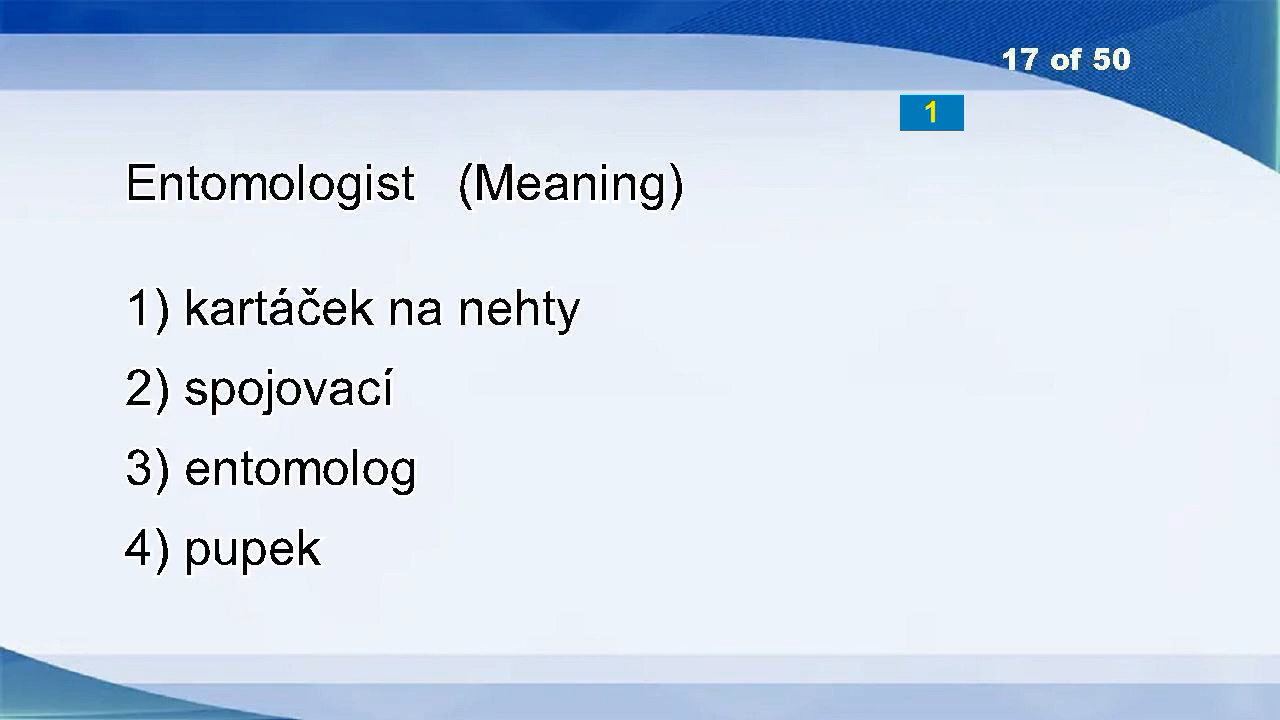 17 of 50
1
Entomologist (Meaning)
1) kartáček na nehty
2) spojovací
3) entomolog
4) pupek